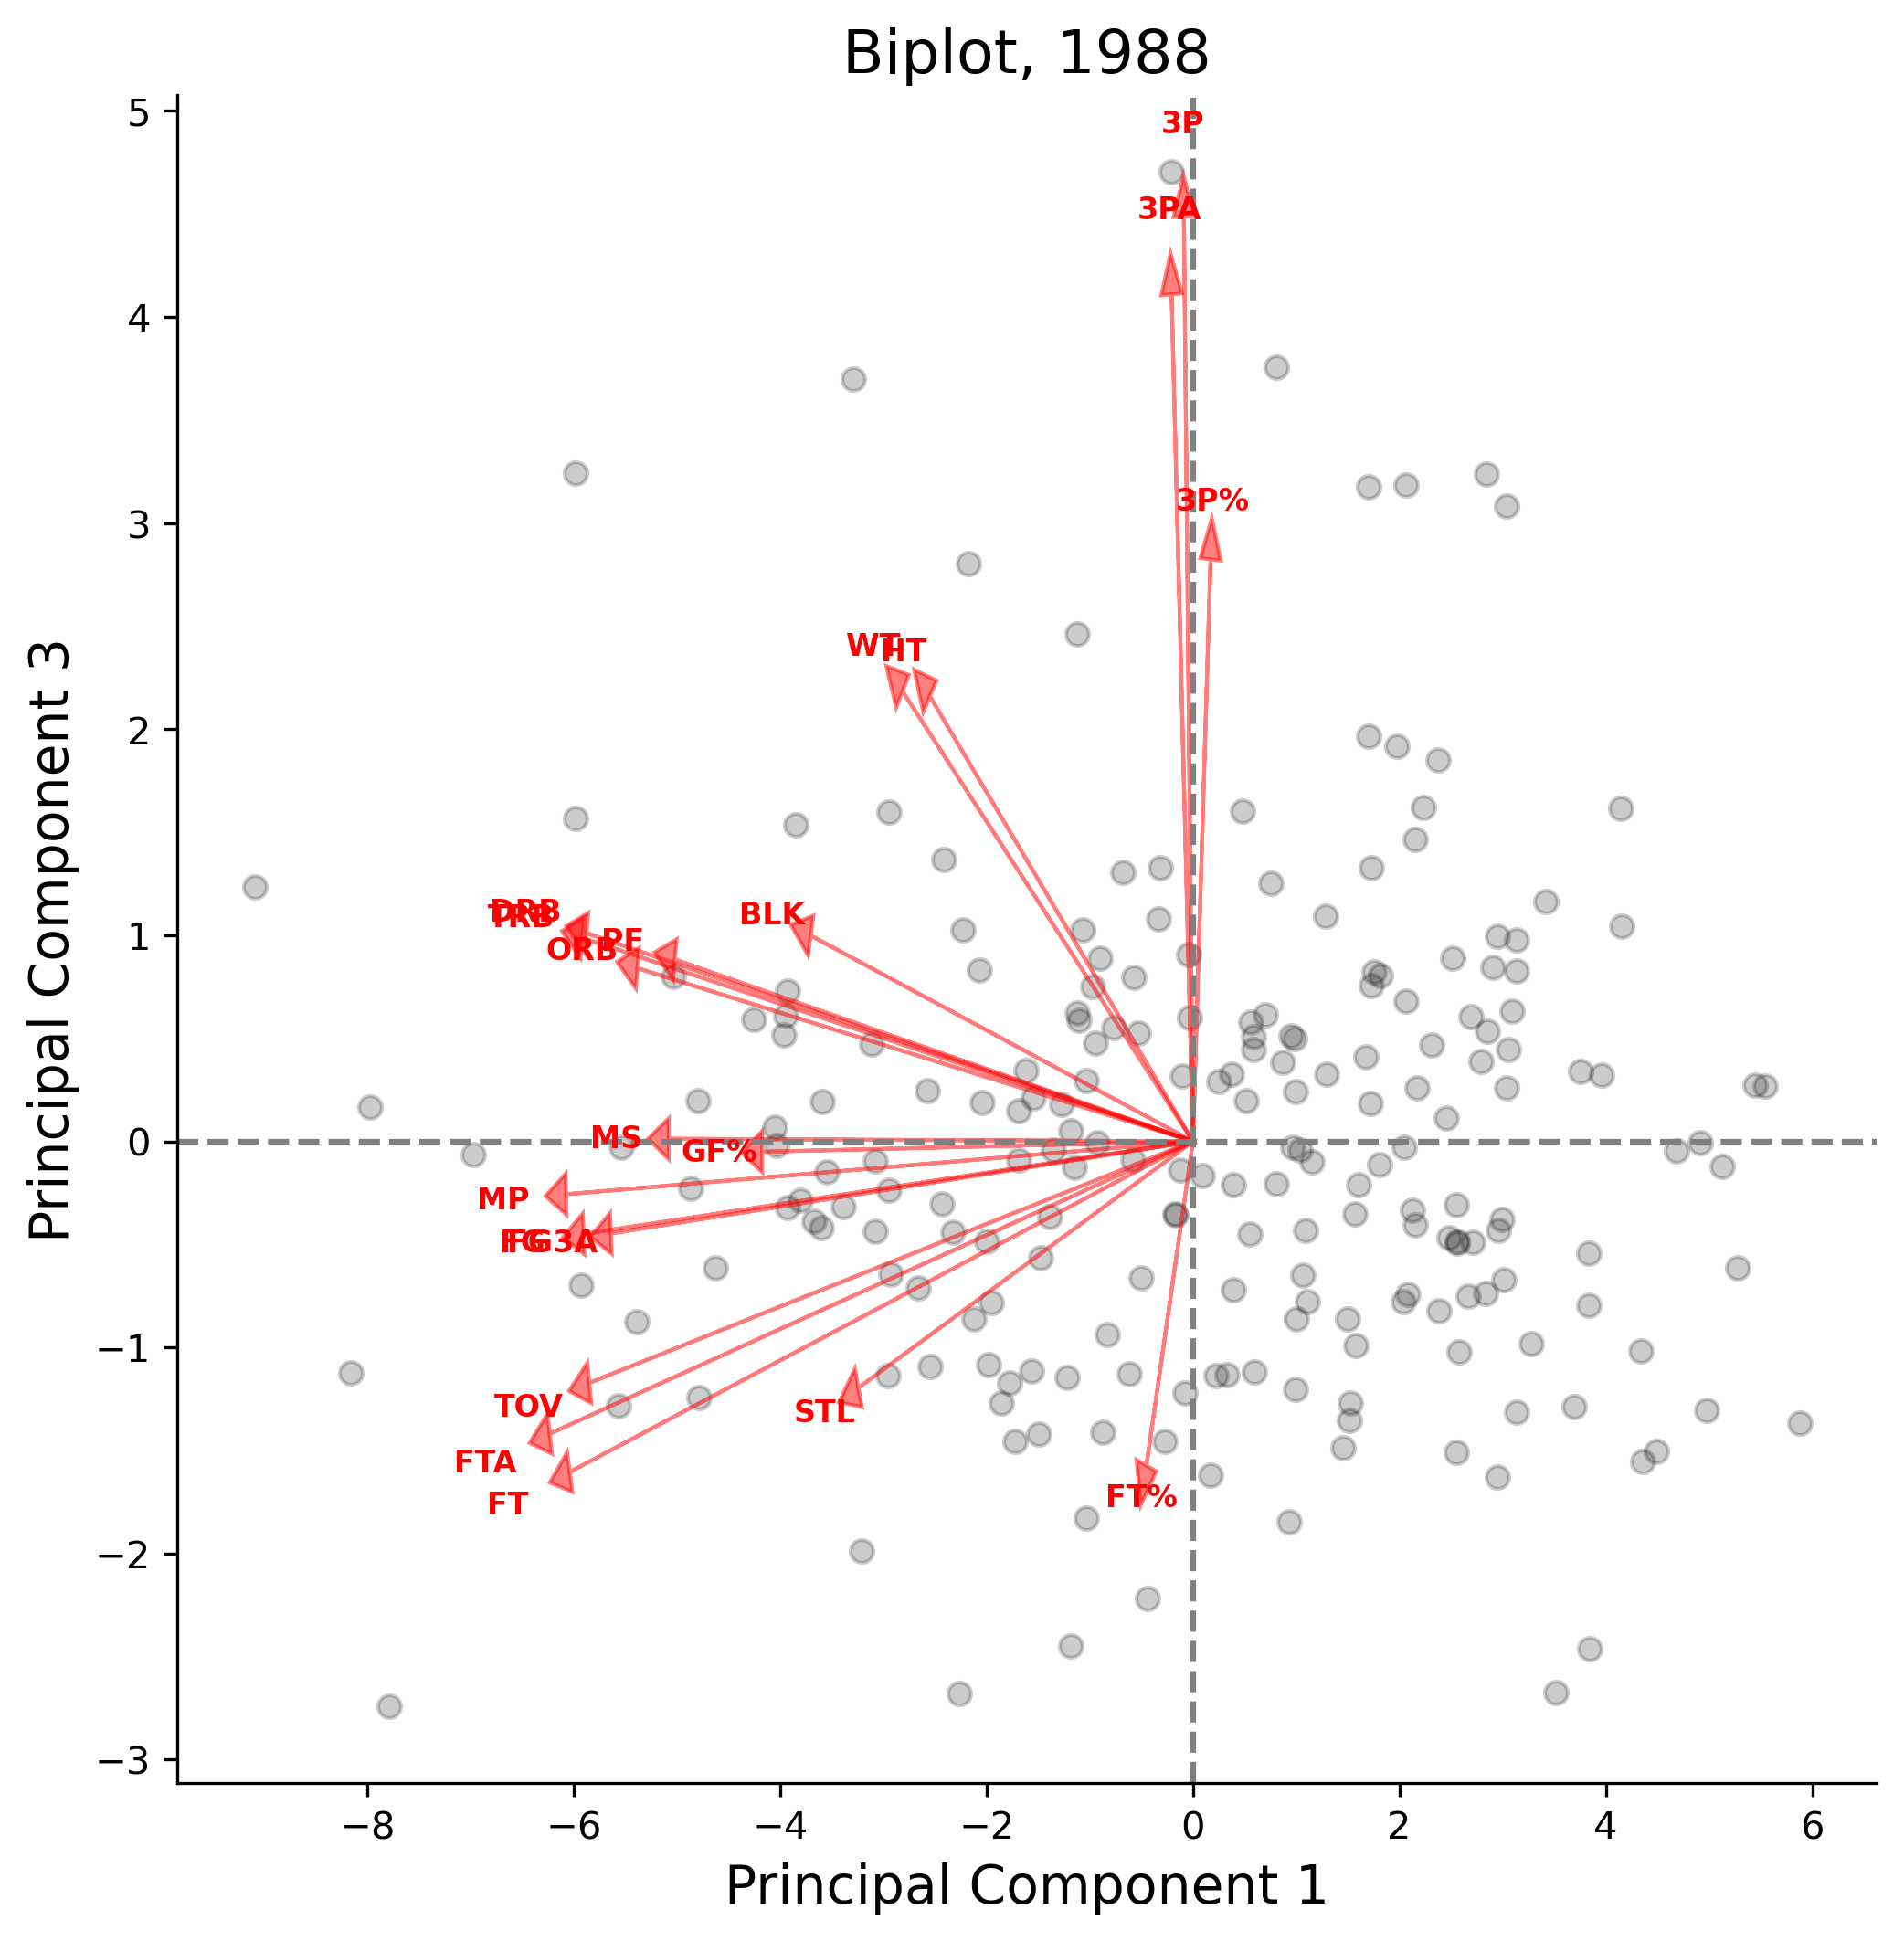 Biplot, 1988
3P
3PA
3P%
WT
HT
DRB
TRB
BLK
PF
ORB
MS
GF%
MP
TOV
STL
FTA
FT
FT%
5
4
3
2
1
0
−1
−2
−3
−8
−6
−4
−2
0
2
4
6
Principal Component 1
Principal Component 3